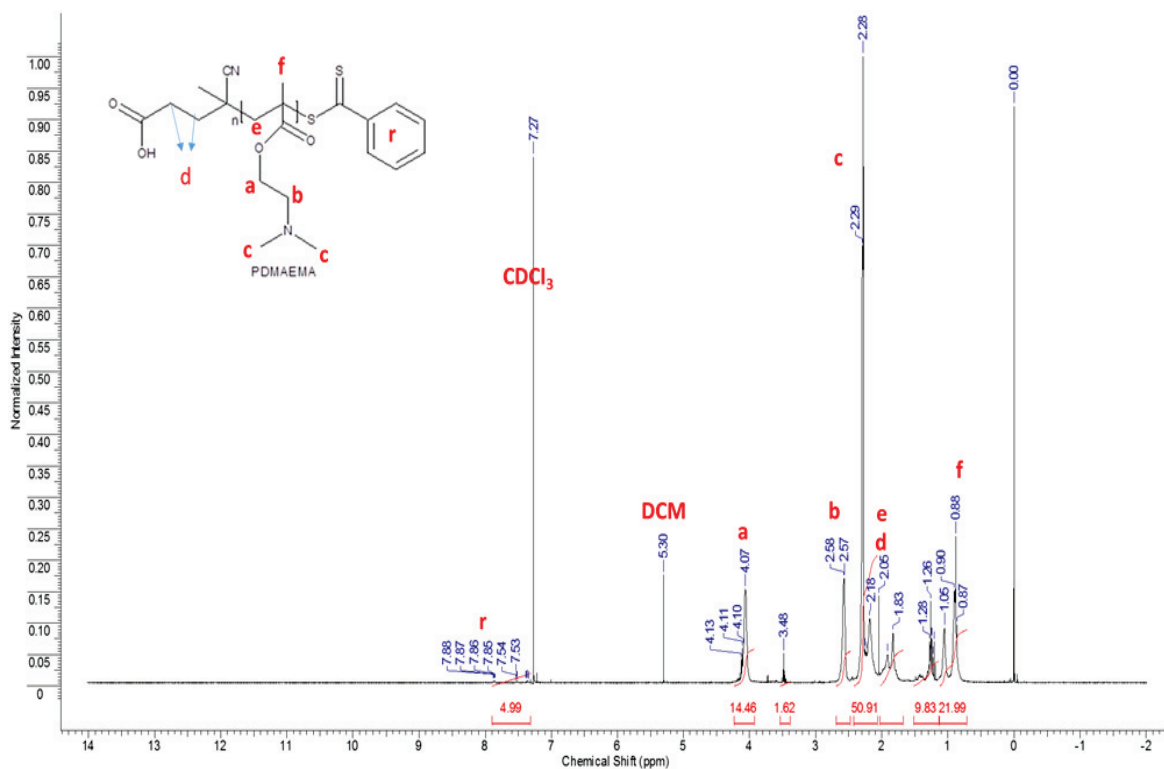 2.28
1.00
0.95
0.90
0.85
0.80
0.75
0.70
0.65
0.60
0.55
0.50
0.45
0.40
0.35
0.30
0.25
0.20
0.15
0.10
0.05
0
Normalized Intensity
CN
f
S
O
n
e
S
r
OH
O
O
d
a
b
N
c
c
PDMAEMA
7.27
CDCl₃
c
2.29
0.00
DCM
5.30
a
4.13
4.11
4.10
4.07
3.48
b
2.58
2.57
e
d
2.18
2.05
1.83
f
1.28
1.26
1.05
0.90
0.88
0.87
r
7.88
7.87
7.86
7.85
7.54
7.53
4.99 14.46 1.62 50.91 9.83 21.99
14 13 12 11 10 9 8 7 6 5 4 3 2 1 0 -1 -2
Chemical Shift (ppm)